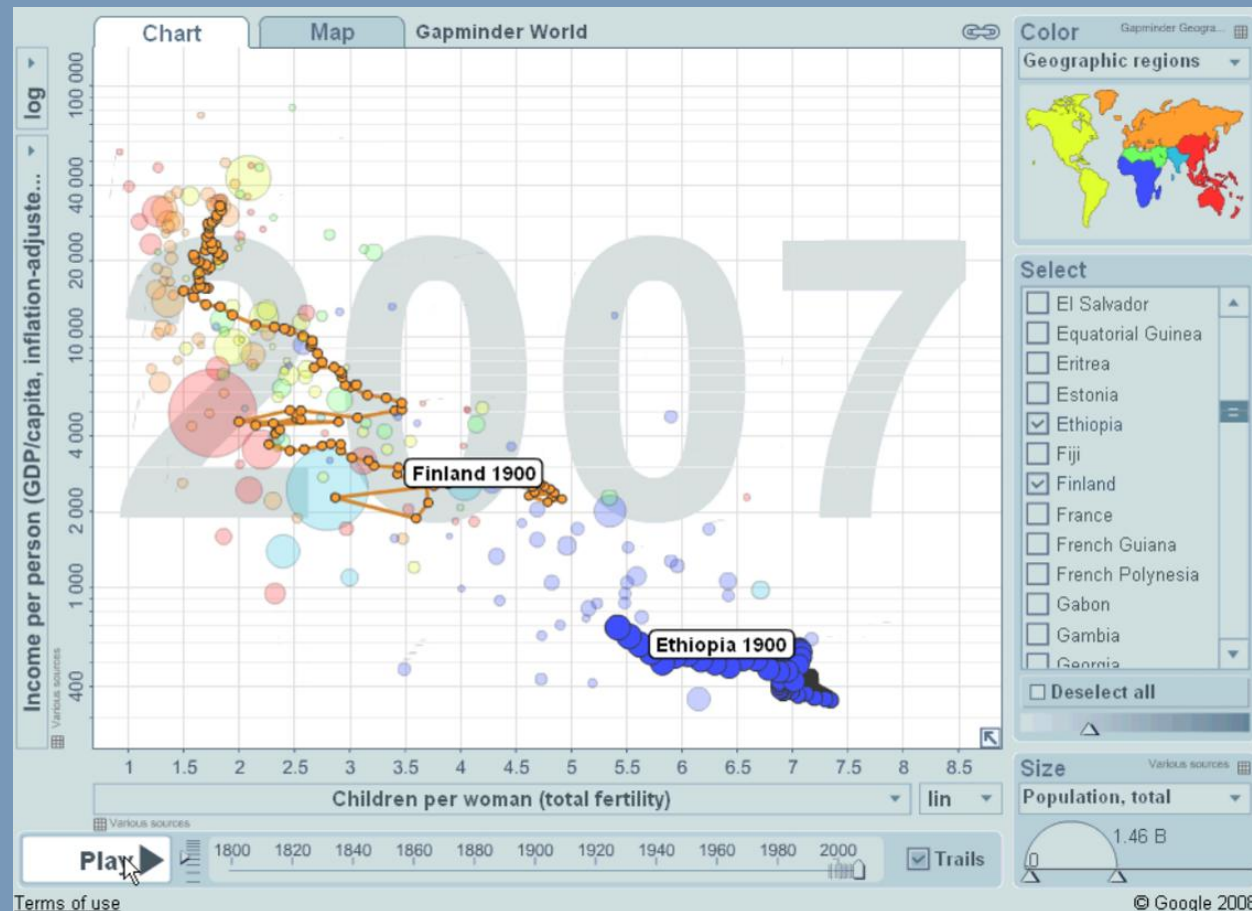 Chart
Map
Gapminder World
100 000
40 000
20 000
10 000
4 000
2 000
1 000
400
log
Income per person (GDP/capita, inflation-adjuste...
Various sources
2007
Finland 1900
Ethiopia 1900
1 1.5 2 2.5 3 3.5 4 4.5 5 5.5 6 6.5 7 7.5 8 8.5
Children per woman (total fertility)
lin
Various sources
Play
1800 1820 1840 1860 1880 1900 1920 1940 1960 1980 2000
Trails
Terms of use
Color
Gapminder Geogra...
Geographic regions
Select
El Salvador
Equatorial Guinea
Eritrea
Estonia
Ethiopia
Fiji
Finland
France
French Guiana
French Polynesia
Gabon
Gambia
Georgia
Deselect all
Size
Various sources
Population, total
1.46 B
0
© Google 2008